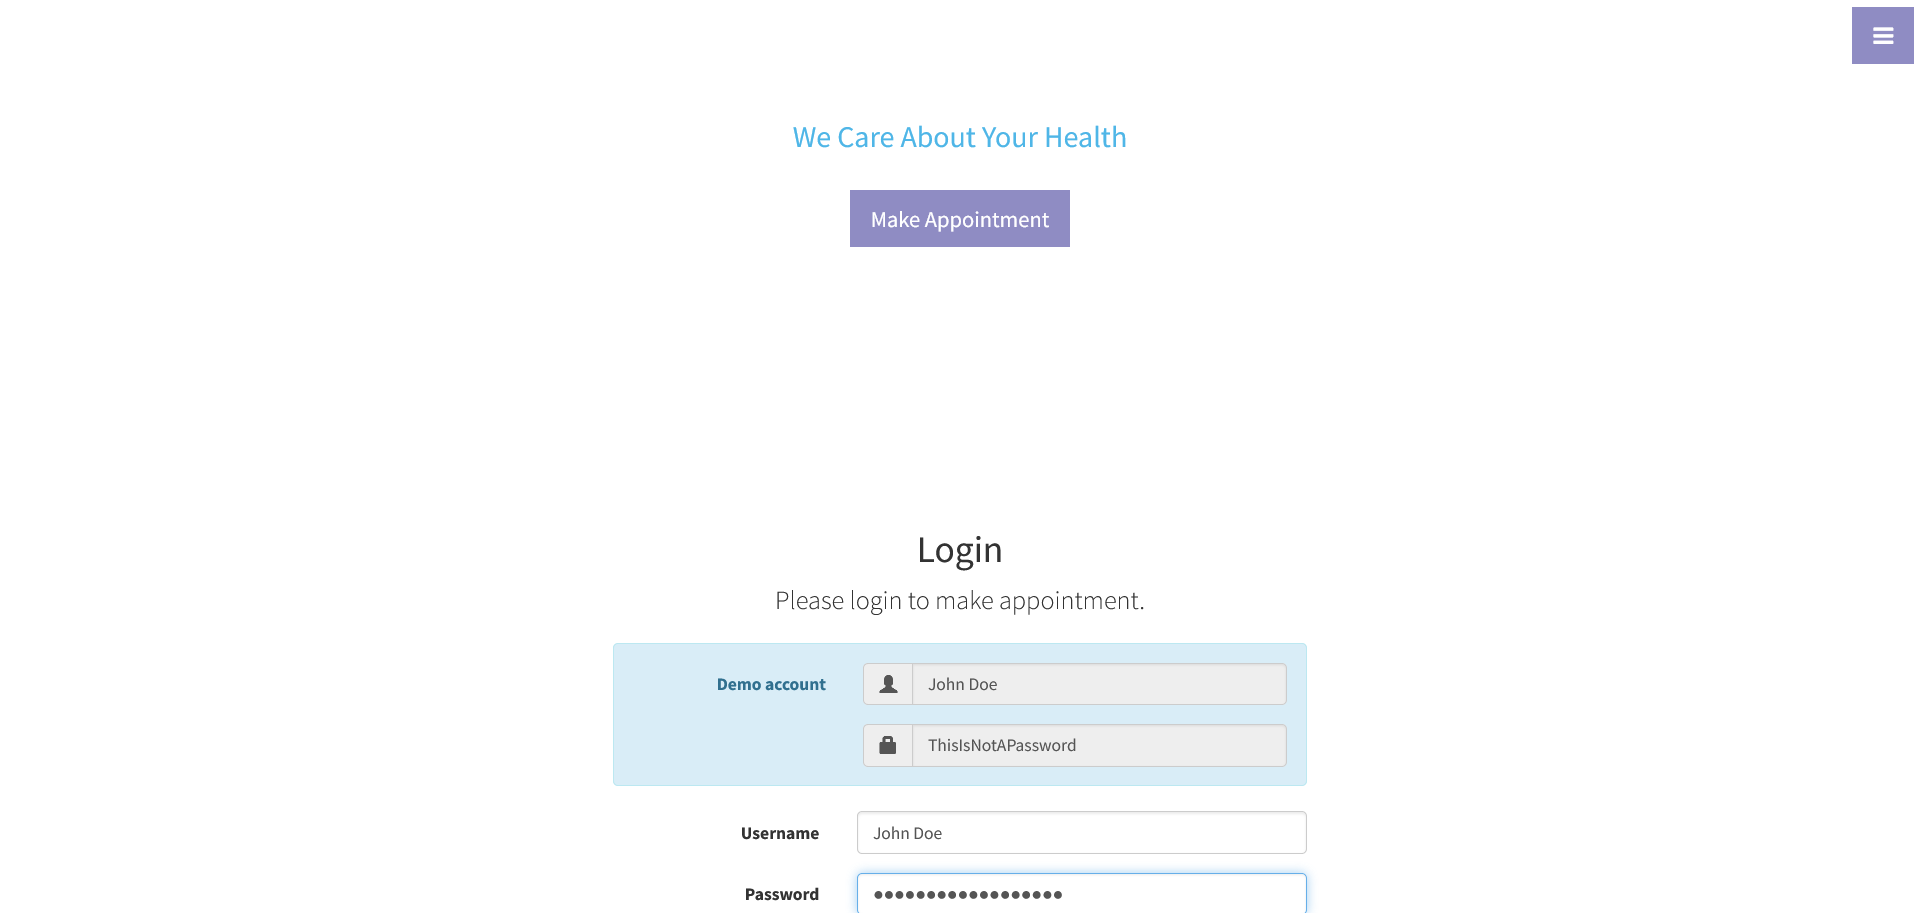 We Care About Your Health
Make Appointment
Login
Please login to make appointment.
Demo account
John Doe
ThisIsNotAPassword
Username
John Doe
Password
••••••••••••••••••